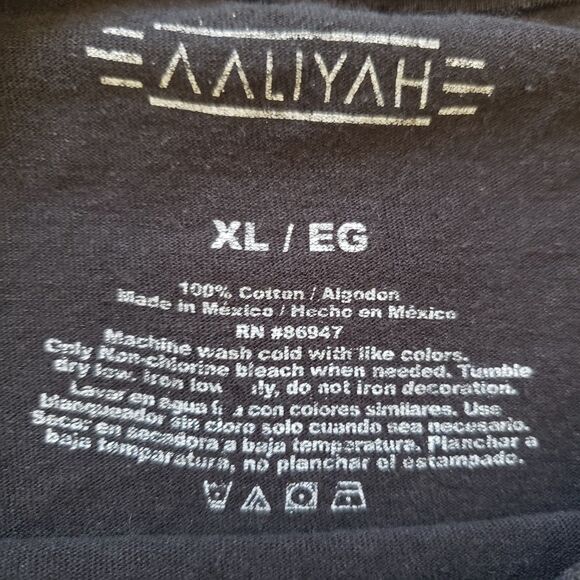 AALIYAH
XL / EG
100% Cotton / Algodon
Made in México / Hecho en México
RN #86947
Machine wash cold with like colors.
Only Non-chlorine bleach when needed. Tumble
dry low, iron low, do not iron decoration.
Lavar en agua con colores similares. Use
blanqueador sin cloro solo cuando sea necesario.
Secar en secadora a baja temperatura. Planchar a
baja temparatura, no planchar el estampado.